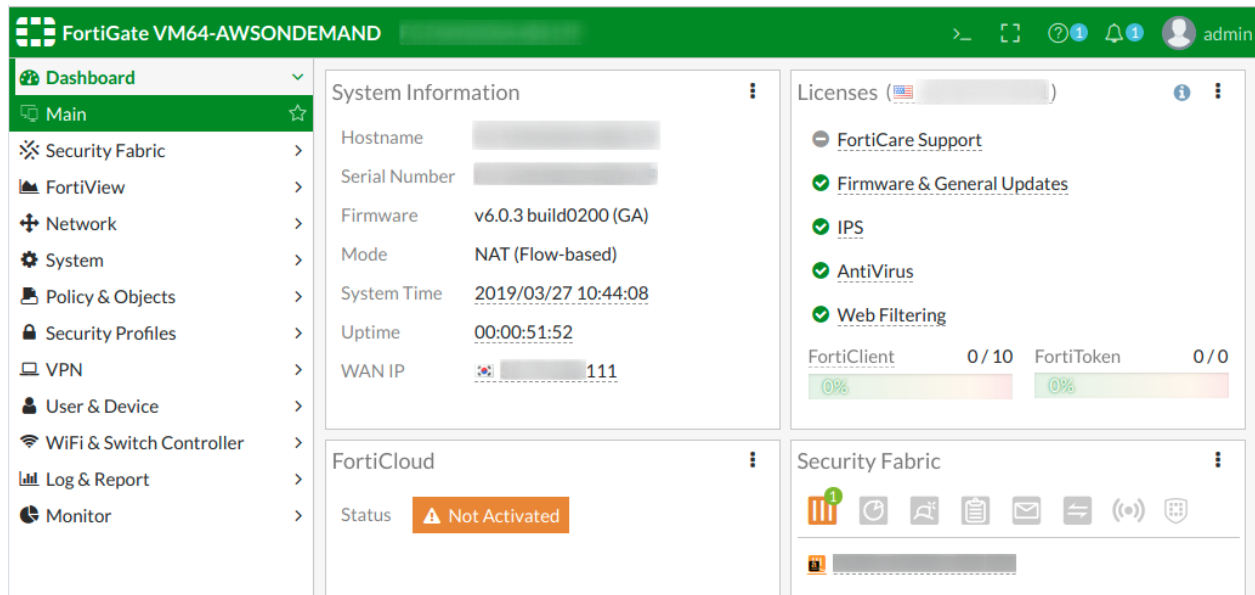 FortiGate VM64-AWSONDEMAND
>_ 1 1 admin
Dashboard
Main
Security Fabric
FortiView
Network
System
Policy & Objects
Security Profiles
VPN
User & Device
WiFi & Switch Controller
Log & Report
Monitor
System Information
Hostname
Serial Number
Firmware v6.0.3 build0200 (GA)
Mode NAT (Flow-based)
System Time 2019/03/27 10:44:08
Uptime 00:00:51:52
WAN IP 111
Licenses ( )
FortiCare Support
Firmware & General Updates
IPS
AntiVirus
Web Filtering
FortiClient 0 / 10 FortiToken 0 / 0
0% 0%
FortiCloud
Status Not Activated
Security Fabric
1